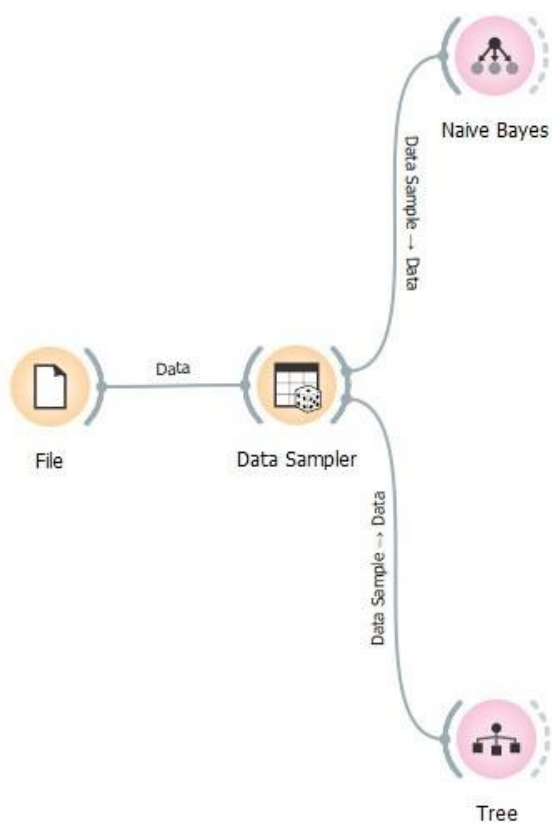 Naive Bayes
Data Sample → Data
Data
File
Data Sampler
Data Sample --> Data
Tree